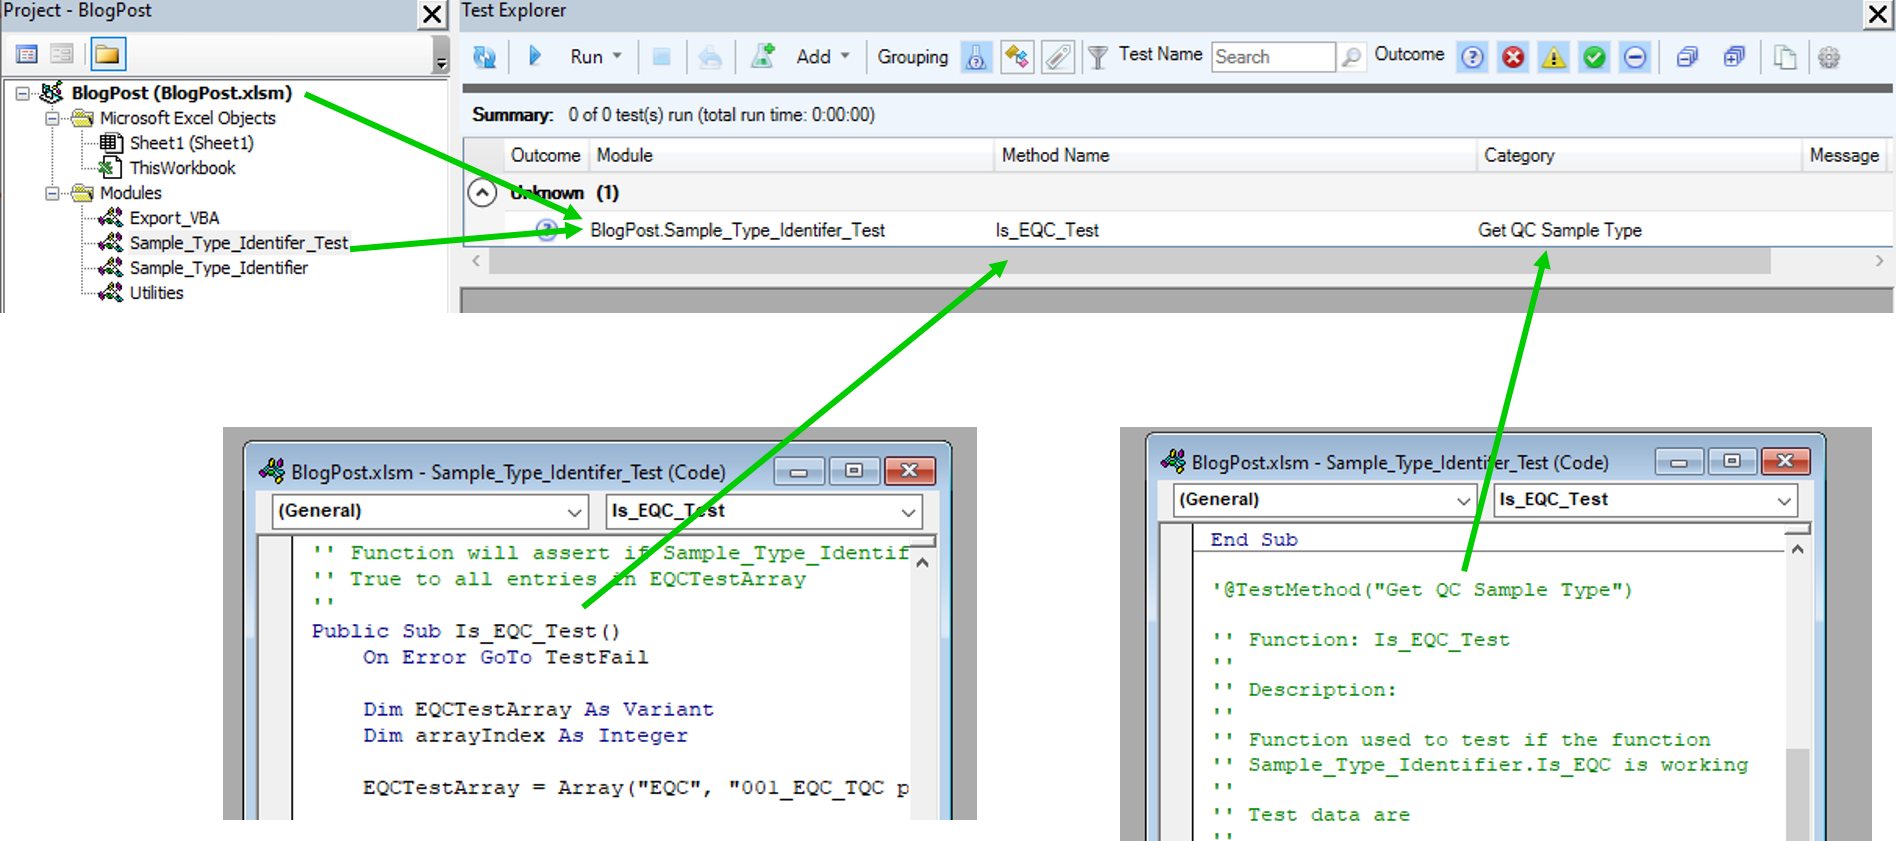 Project - BlogPost
BlogPost (BlogPost.xlsm)
Microsoft Excel Objects
Sheet1 (Sheet1)
ThisWorkbook
Modules
Export_VBA
Sample_Type_Identifer_Test
Sample_Type_Identifier
Utilities
Test Explorer
Run Add Grouping Test Name Search Outcome
Summary: 0 of 0 test(s) run (total run time: 0:00:00)
Outcome Module Method Name Category Message
Unknown (1)
BlogPost.Sample_Type_Identifer_Test Is_EQC_Test Get QC Sample Type
BlogPost.xlsm - Sample_Type_Identifer_Test (Code)
(General) Is_EQC_Test
'' Function will assert if Sample_Type_Identif
'' True to all entries in EQCTestArray
''
Public Sub Is_EQC_Test()
On Error GoTo TestFail
Dim EQCTestArray As Variant
Dim arrayIndex As Integer
EQCTestArray = Array("EQC", "001_EQC_TQC p
BlogPost.xlsm - Sample_Type_Identifer_Test (Code)
(General) Is_EQC_Test
End Sub
'@TestMethod("Get QC Sample Type")
'' Function: Is_EQC_Test
''
'' Description:
''
'' Function used to test if the function
'' Sample_Type_Identifier.Is_EQC is working
''
'' Test data are
''